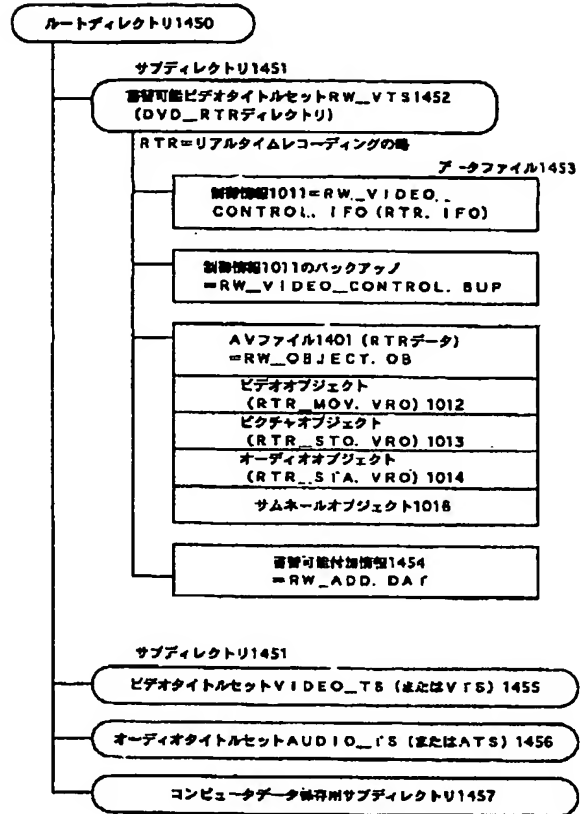 ルートディレクトリ1450
サブディレクトリ1451
書替可能ビデオタイトルセットRW__VTS1452
(DVD__RTRディレクトリ)
RTR=リアルタイムレコーディングの略
データファイル1453
制御情報1011=RW__VIDEO__
CONTROL. IFO (RTR. IFO)
制御情報1011のバックアップ
=RW__VIDEO__CONTROL. BUP
AVファイル1401 (RTRデータ)
=RW__OBJECT. OB
ビデオオブジェクト
(RTR__MOV. VRO) 1012
ピクチャオブジェクト
(RTR__STO. VRO) 1013
オーディオオブジェクト
(RTR__STA. VRO) 1014
サムネールオブジェクト1016
書替可能付加情報1454
=RW__ADD. DAT
サブディレクトリ1451
ビデオタイトルセットVIDEO__TS (またはVTS) 1455
オーディオタイトルセットAUDIO__TS (またはATS) 1456
コンピュータデータ保存用サブディレクトリ1457